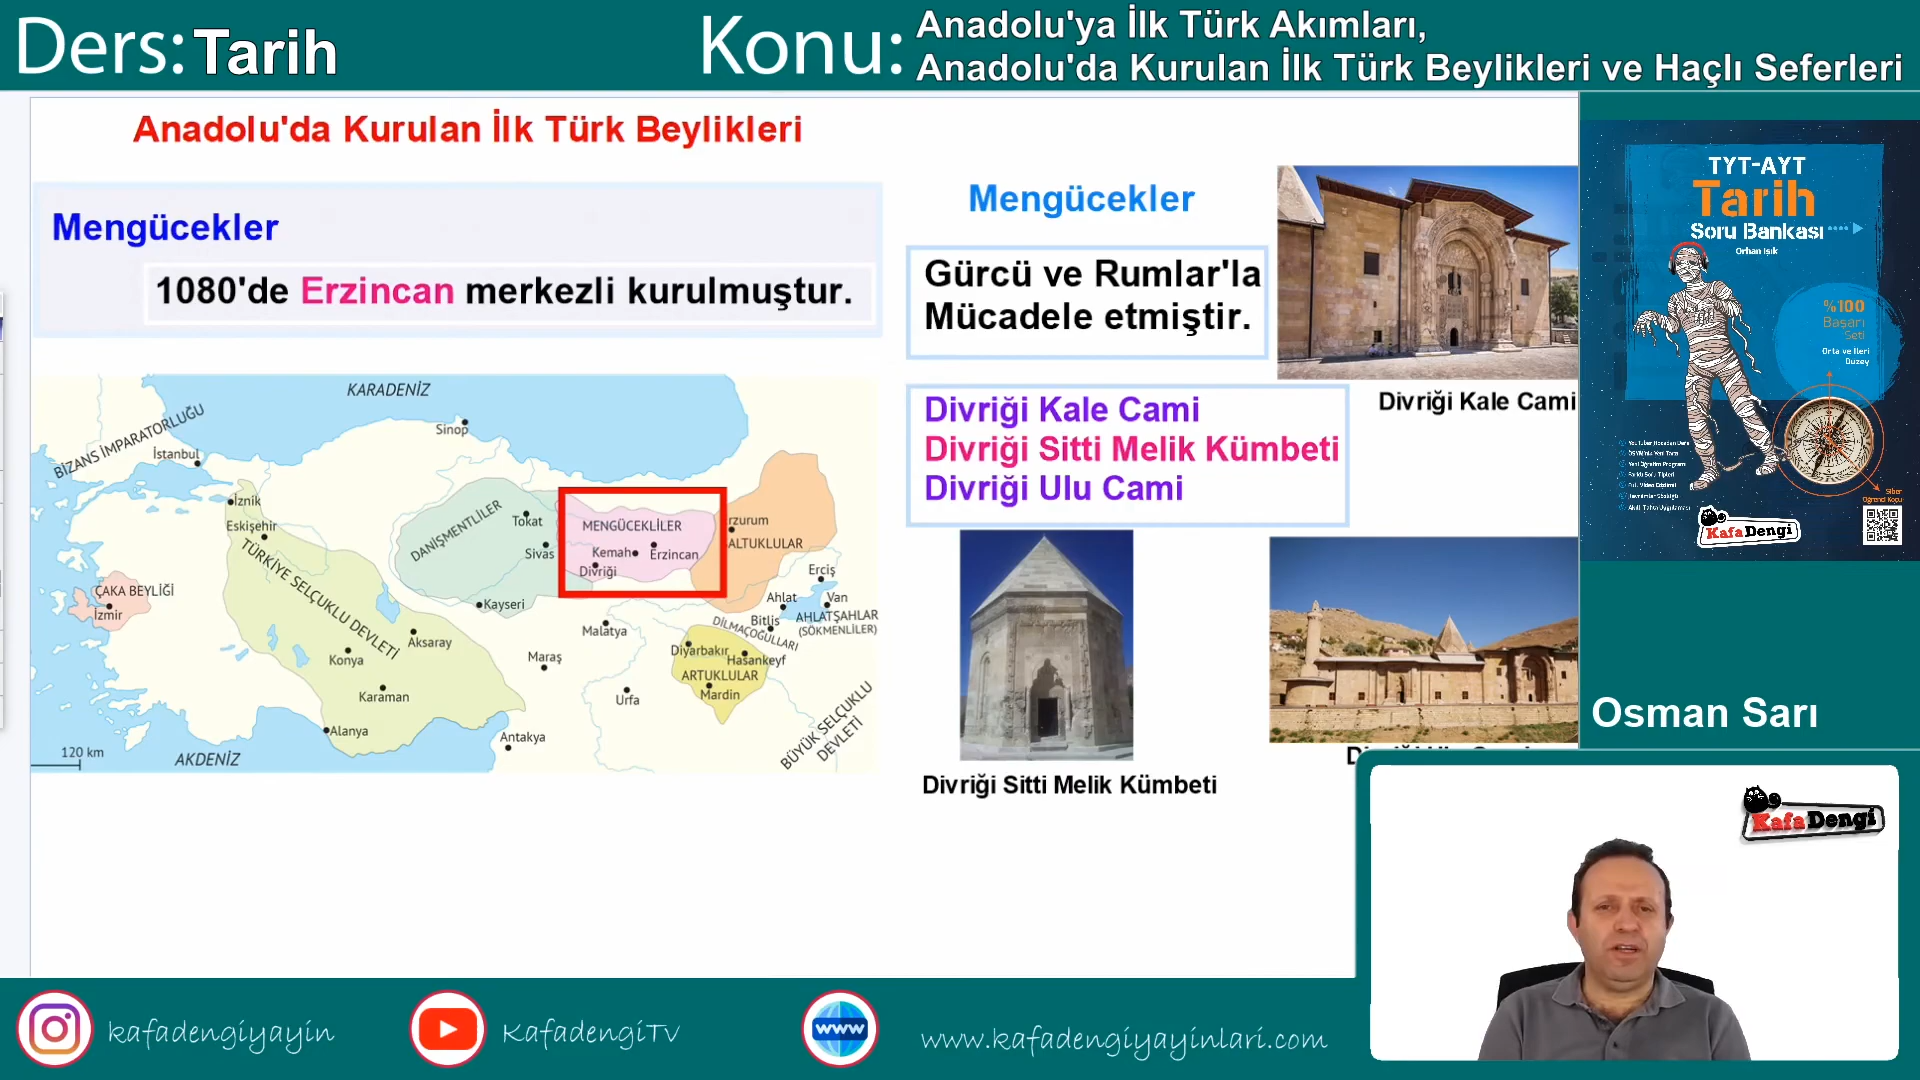 Ders: Tarih
Konu: Anadolu'ya İlk Türk Akımları,
Anadolu'da Kurulan İlk Türk Beylikleri ve Haçlı Seferleri
Anadolu'da Kurulan İlk Türk Beylikleri
Mengücekler
1080'de Erzincan merkezli kurulmuştur.
KARADENİZ
BİZANS İMPARATORLUĞU
İstanbul
Sinop
İznik
Eskişehir
TÜRKİYE SELÇUKLU DEVLETİ
DANİŞMENTLİLER
Tokat
Sivas
Kayseri
MENGÜCEKLİLER
Kemah
Erzincan
Divriği
rzurum
ALTUKLULAR
ÇAKA BEYLİĞİ
İzmir
Erciş
Ahlat
Van
Bitlis
AHLATŞAHLAR
(SÖKMENLİLER)
DİLMAÇOĞULLARI
Malatya
Aksaray
Konya
Karaman
Maraş
Diyarbakır
Hasankeyf
ARTUKLULAR
Mardin
Urfa
Alanya
Antakya
BÜYÜK SELÇUKLU
DEVLETİ
120 km
AKDENİZ
Mengücekler
Gürcü ve Rumlar'la
Mücadele etmiştir.
Divriği Kale Cami
Divriği Kale Cami
Divriği Sitti Melik Kümbeti
Divriği Ulu Cami
Divriği Sitti Melik Kümbeti
TYT-AYT
Tarih
Soru Bankası
Orhan Işık
%100
Başarı
Seti
Orta ve İleri
Düzey
KafaDengi
Osman Sarı
KafaDengi
kafadengiyayin
KafadengiTv
www
www.kafadengiyayinlari.com